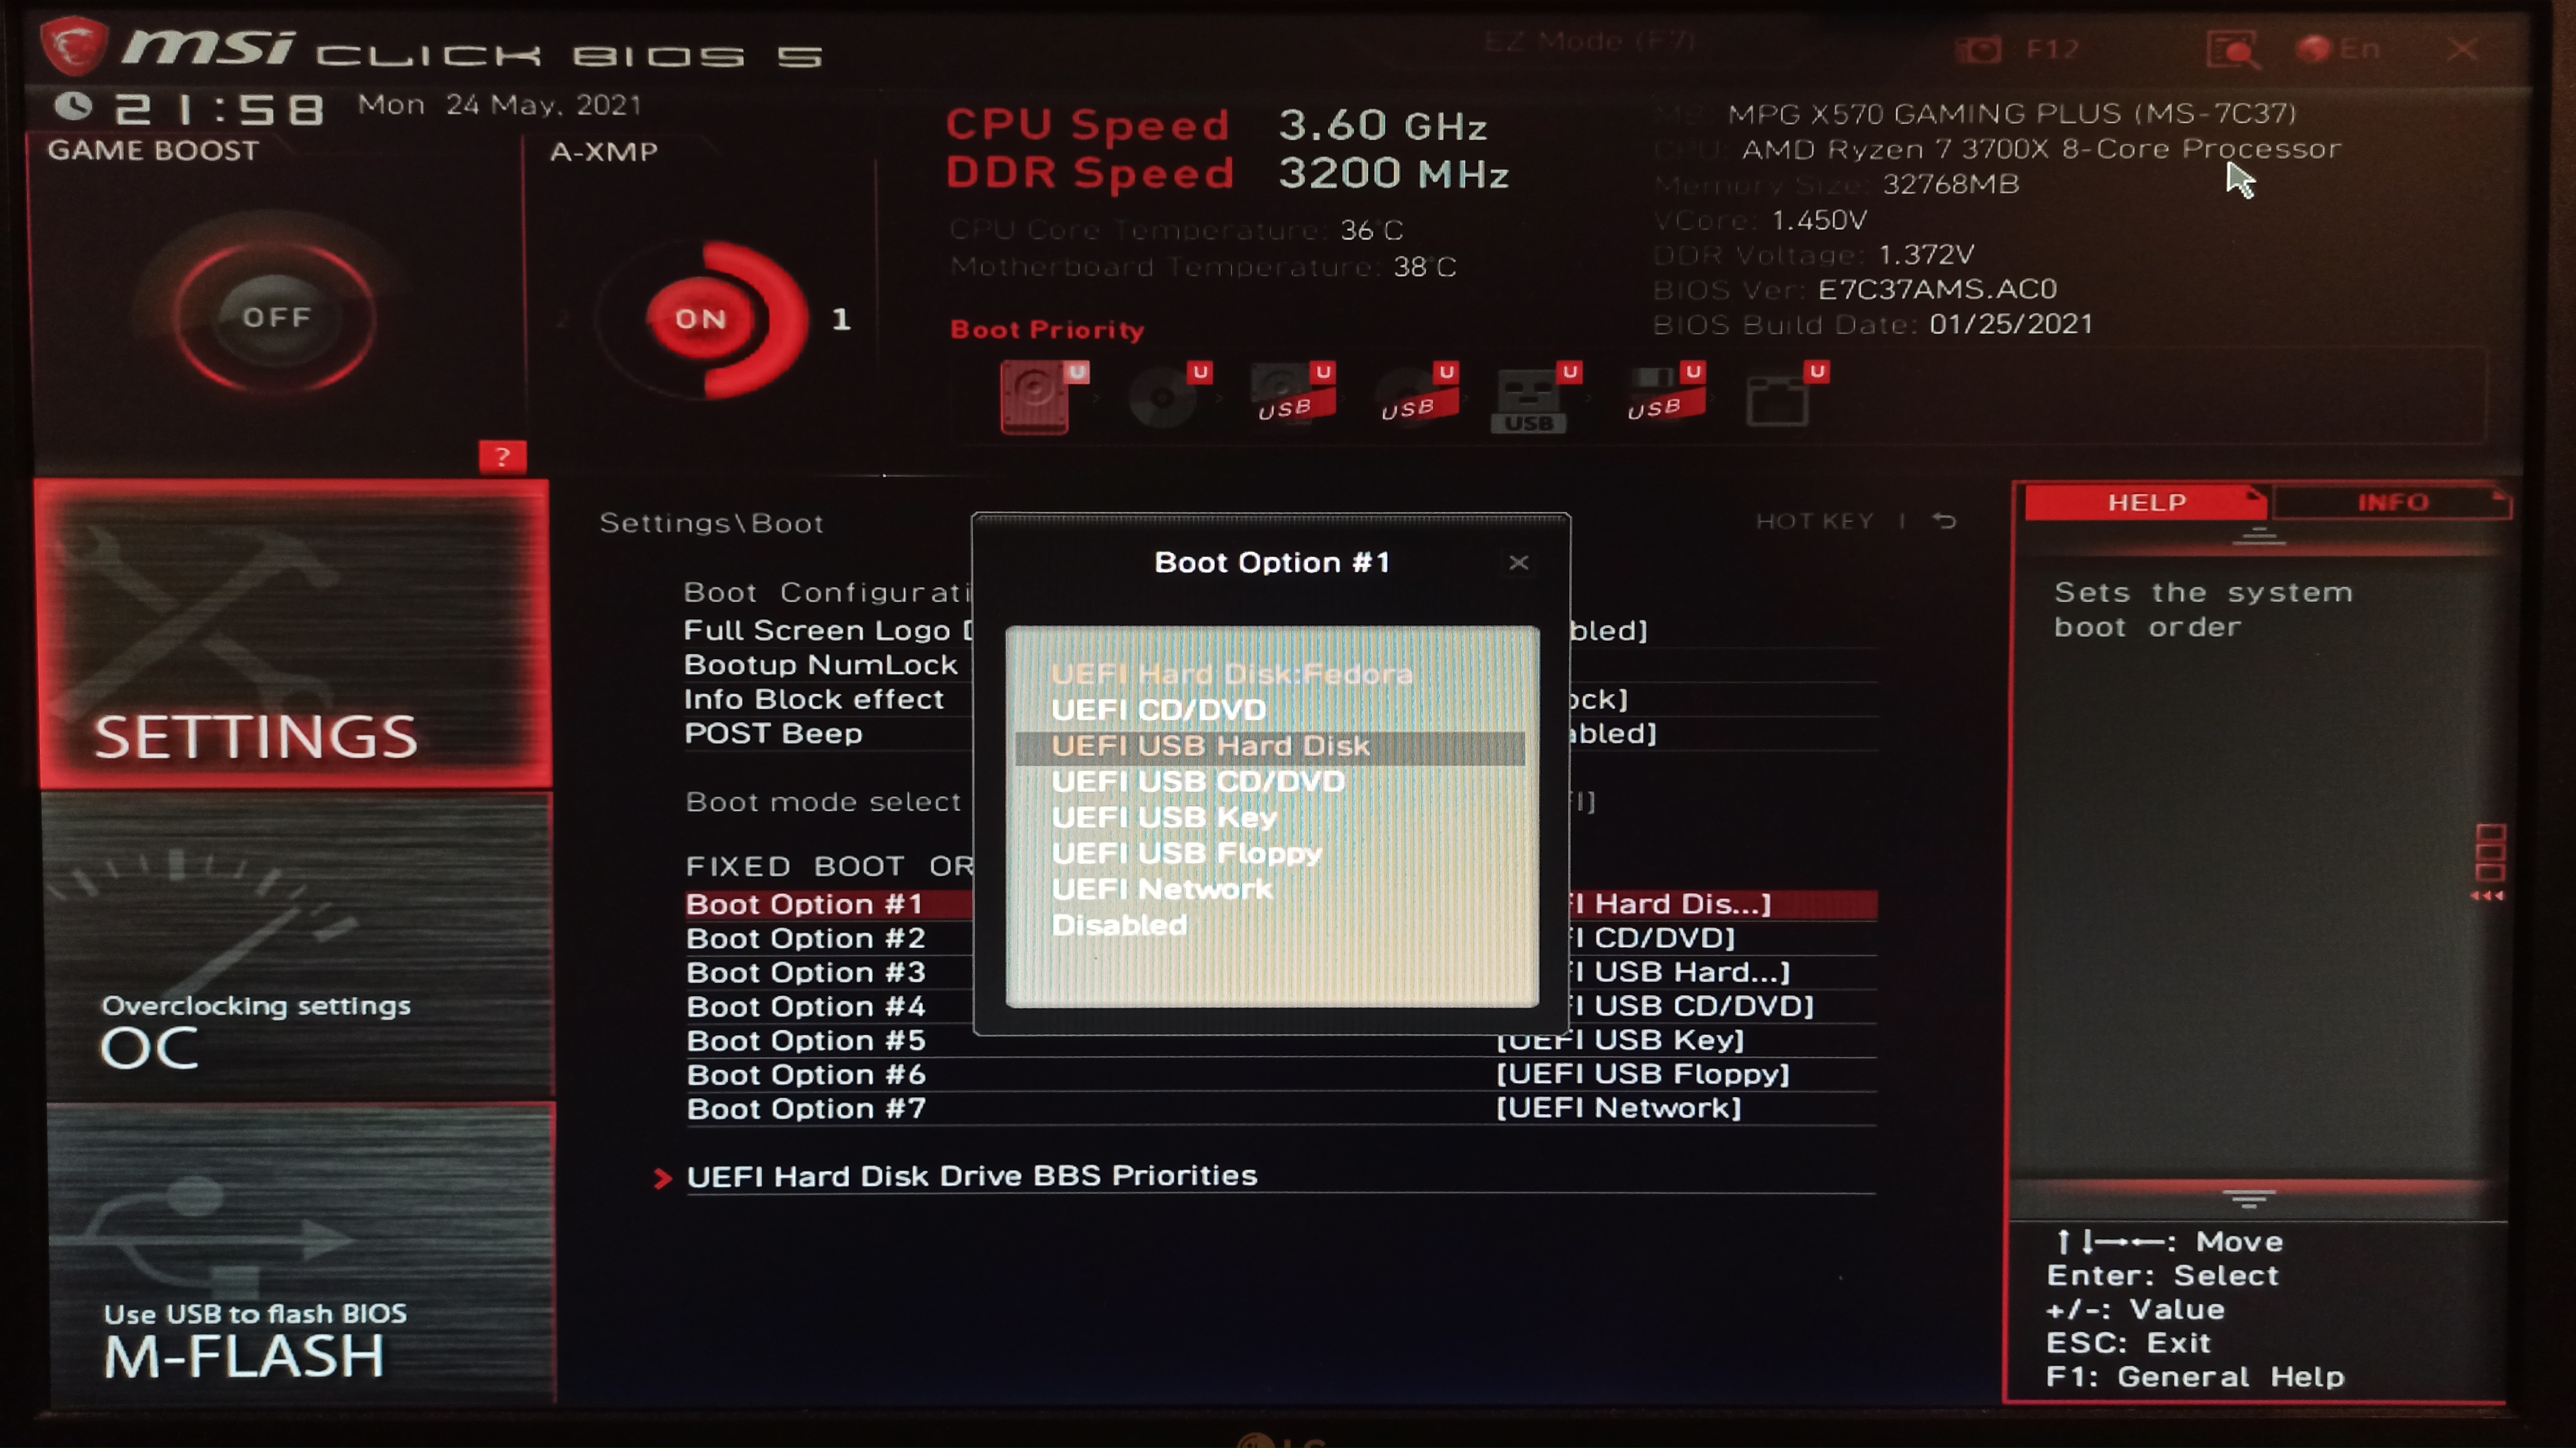 msi CLICK BIOS 5
EZ Mode (F7)
F12
En
21:58 Mon 24 May, 2021
GAME BOOST
OFF
A-XMP
2
ON
1
?
CPU Speed 3.60 GHz
DDR Speed 3200 MHz
CPU Core Temperature: 36°C
Motherboard Temperature: 38°C
MPG X570 GAMING PLUS (MS-7C37)
CPU: AMD Ryzen 7 3700X 8-Core Processor
Memory Size: 32768MB
VCore: 1.450V
DDR Voltage: 1.372V
BIOS Ver: E7C37AMS.AC0
BIOS Build Date: 01/25/2021
Boot Priority
U U U U U U U
USB USB USB USB
SETTINGS
Overclocking settings
OC
Use USB to flash BIOS
M-FLASH
Settings\Boot
HOT KEY |
Boot Configurati
Full Screen Logo bled]
Bootup NumLock
Info Block effect ock]
POST Beep abled]
Boot mode select I]
FIXED BOOT OR
Boot Option #1 I Hard Dis...]
Boot Option #2 FI CD/DVD]
Boot Option #3 I USB Hard...]
Boot Option #4 FI USB CD/DVD]
Boot Option #5 [UEFI USB Key]
Boot Option #6 [UEFI USB Floppy]
Boot Option #7 [UEFI Network]
UEFI Hard Disk Drive BBS Priorities
Boot Option #1
UEFI Hard Disk:Fedora
UEFI CD/DVD
UEFI USB Hard Disk
UEFI USB CD/DVD
UEFI USB Key
UEFI USB Floppy
UEFI Network
Disabled
HELP
INFO
Sets the system
boot order
↑↓→←: Move
Enter: Select
+/-: Value
ESC: Exit
F1: General Help
LG